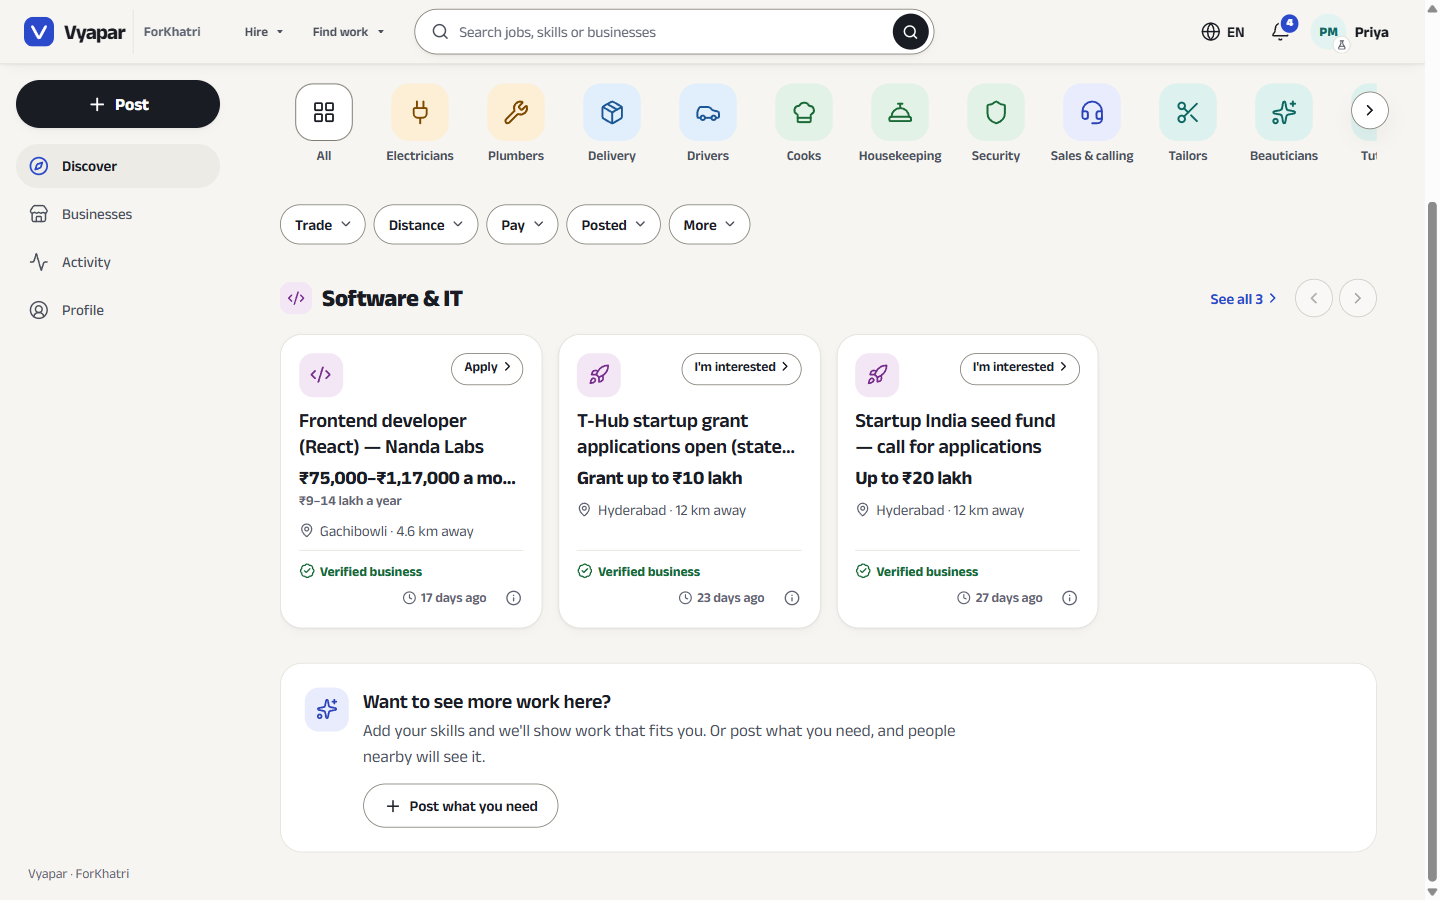 Vyapar
ForKhatri
Hire
Find work
Search jobs, skills or businesses
EN
4
PM
Priya
Post
Discover
Businesses
Activity
Profile
All
Electricians
Plumbers
Delivery
Drivers
Cooks
Housekeeping
Security
Sales & calling
Tailors
Beauticians
Trade
Distance
Pay
Posted
More
Software & IT
See all 3
Apply
Frontend developer
(React) — Nanda Labs
₹75,000–₹1,17,000 a mo...
₹9–14 lakh a year
Gachibowli · 4.6 km away
Verified business
17 days ago
I'm interested
T-Hub startup grant
applications open (state...
Grant up to ₹10 lakh
Hyderabad · 12 km away
Verified business
23 days ago
I'm interested
Startup India seed fund
— call for applications
Up to ₹20 lakh
Hyderabad · 12 km away
Verified business
27 days ago
Want to see more work here?
Add your skills and we'll show work that fits you. Or post what you need, and people
nearby will see it.
Post what you need
Vyapar · ForKhatri